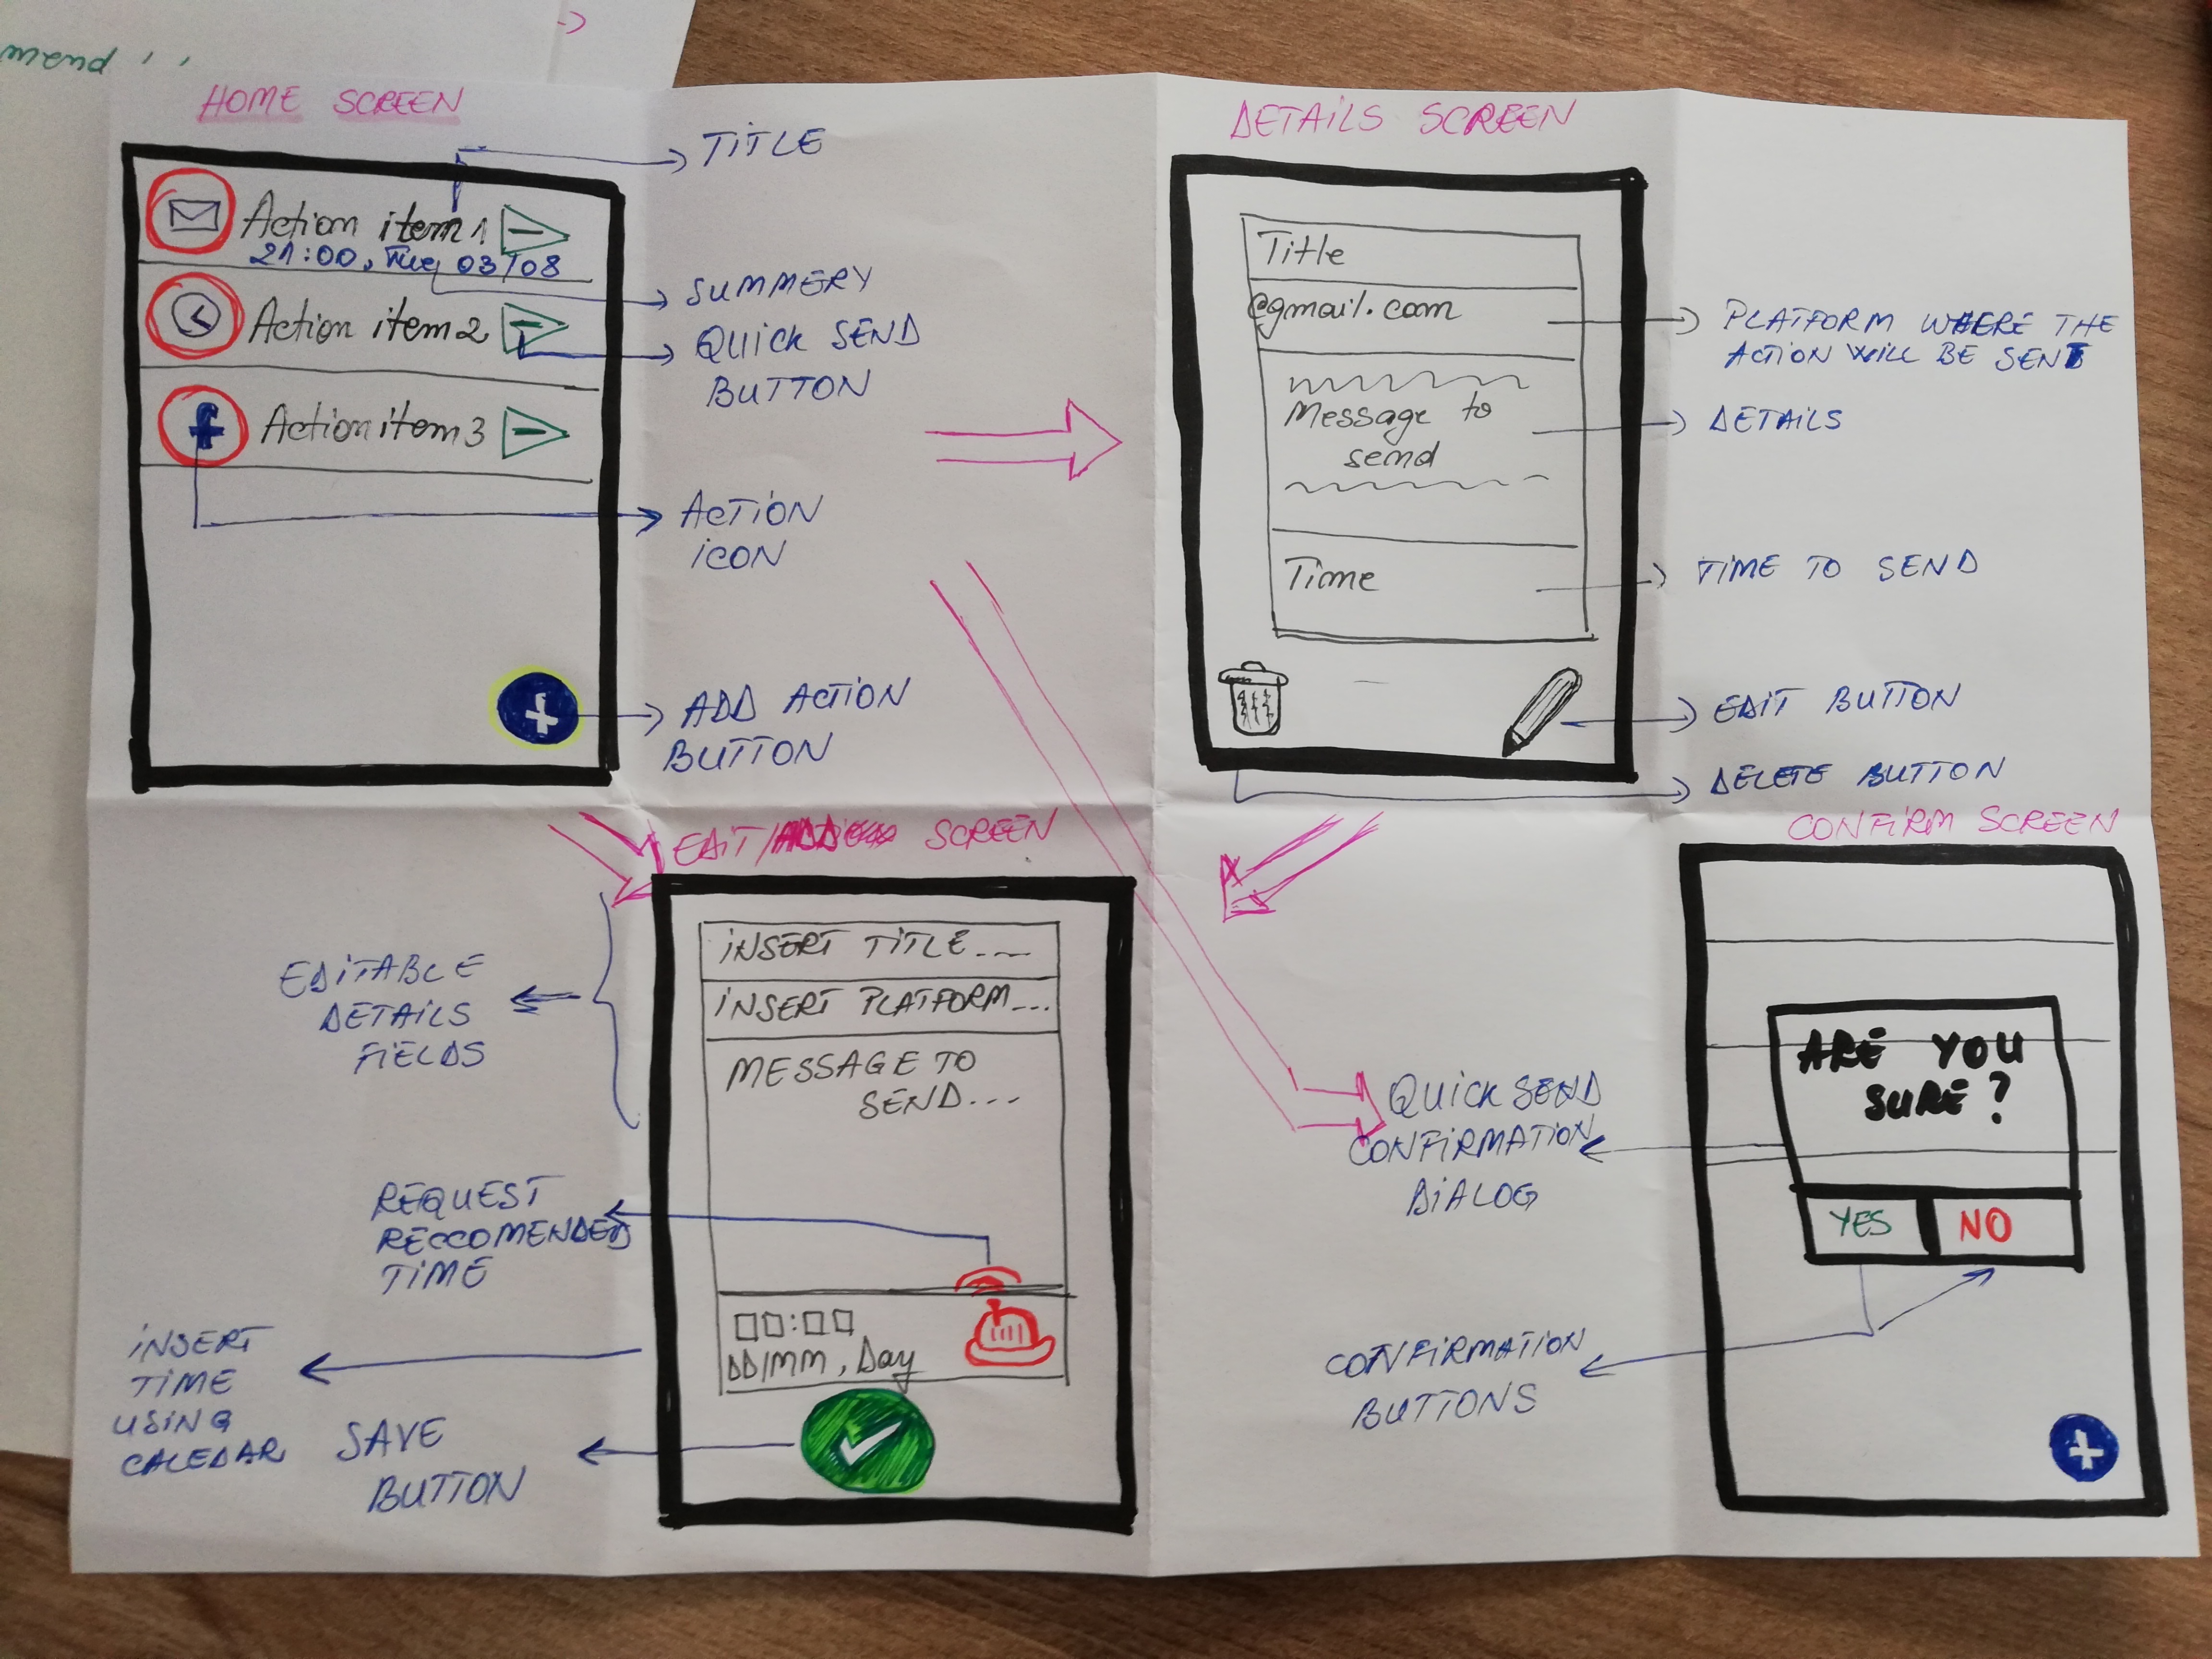 mend ! !
HOME SCREEN
Action item 1
21:00, Tue, 03/08
Action item 2
f
Action item 3
TITLE
SUMMERY
QUICK SEND
BUTTON
ACTION
ICON
ADD ACTION
BUTTON
DETAILS SCREEN
Title
@gmail.com
Message to
send
Time
PLATFORM WHERE THE
ACTION WILL BE SENT
DETAILS
TIME TO SEND
EDIT BUTTON
DELETE BUTTON
EDIT/ADD SCREEN
INSERT TITLE...
INSERT PLATFORM...
MESSAGE TO
SEND...
□□:□□
DD/MM, Day
EDITABLE
DETAILS
FIELDS
REQUEST
RECCOMENDED
TIME
INSERT
TIME
USING
CALEDAR
SAVE
BUTTON
CONFIRM SCREEN
ARE YOU
SURE?
YES NO
QUICK SEND
CONFIRMATION
DIALOG
CONFIRMATION
BUTTONS